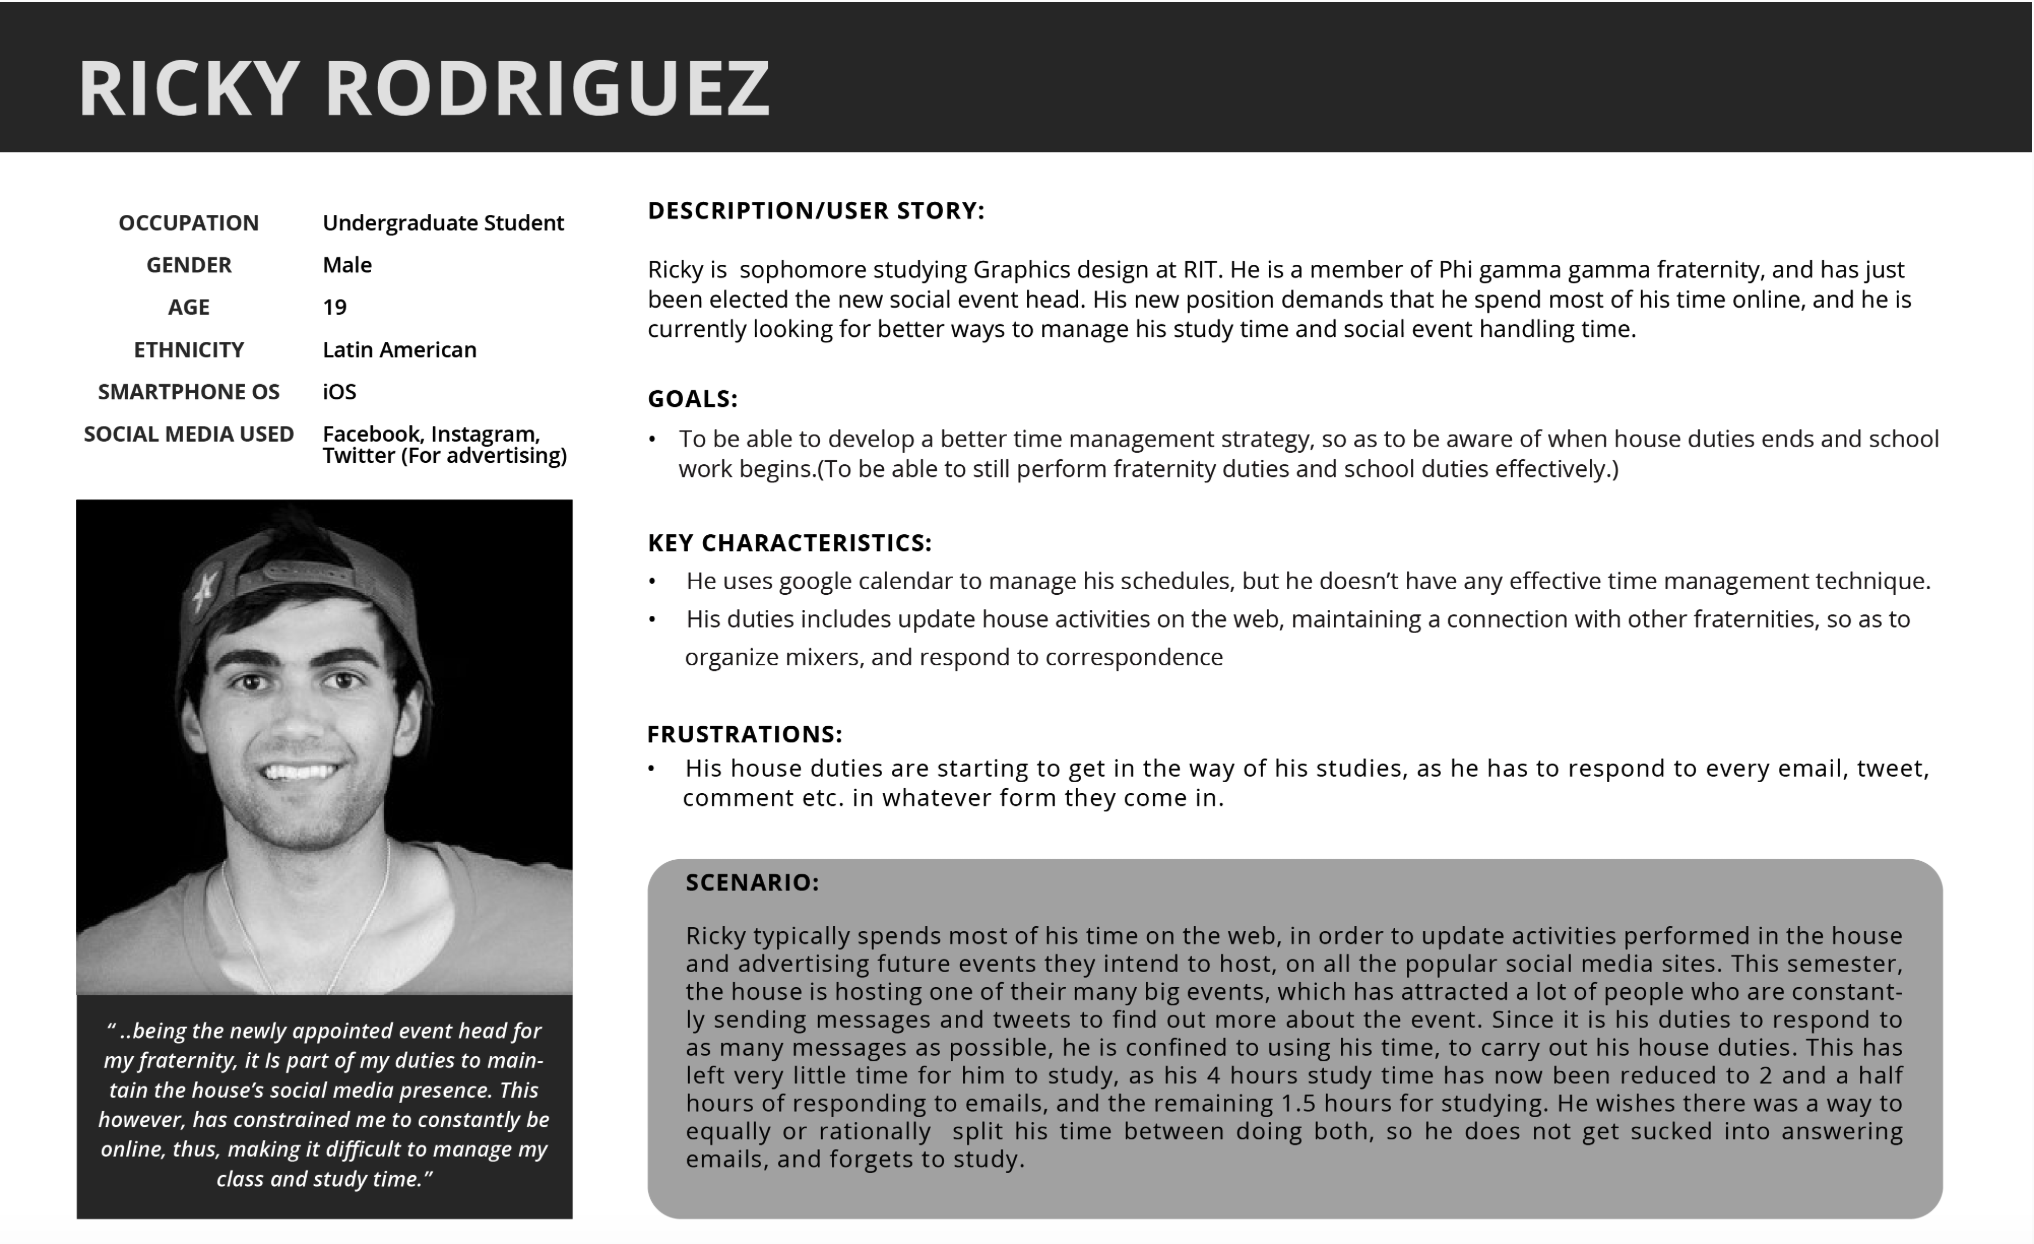 RICKY RODRIGUEZ
OCCUPATION Undergraduate Student
GENDER Male
AGE 19
ETHNICITY Latin American
SMARTPHONE OS iOS
SOCIAL MEDIA USED Facebook, Instagram,
Twitter (For advertising)
“ ..being the newly appointed event head for
my fraternity, it Is part of my duties to main-
tain the house’s social media presence. This
however, has constrained me to constantly be
online, thus, making it difficult to manage my
class and study time.”
DESCRIPTION/USER STORY:
Ricky is  sophomore studying Graphics design at RIT. He is a member of Phi gamma gamma fraternity, and has just
been elected the new social event head. His new position demands that he spend most of his time online, and he is
currently looking for better ways to manage his study time and social event handling time.
GOALS:
• To be able to develop a better time management strategy, so as to be aware of when house duties ends and school
work begins.(To be able to still perform fraternity duties and school duties effectively.)
KEY CHARACTERISTICS:
• He uses google calendar to manage his schedules, but he doesn’t have any effective time management technique.
• His duties includes update house activities on the web, maintaining a connection with other fraternities, so as to
organize mixers, and respond to correspondence
FRUSTRATIONS:
• His house duties are starting to get in the way of his studies, as he has to respond to every email, tweet,
comment etc. in whatever form they come in.
SCENARIO:
Ricky typically spends most of his time on the web, in order to update activities performed in the house
and advertising future events they intend to host, on all the popular social media sites. This semester,
the house is hosting one of their many big events, which has attracted a lot of people who are constant-
ly sending messages and tweets to find out more about the event. Since it is his duties to respond to
as many messages as possible, he is confined to using his time, to carry out his house duties. This has
left very little time for him to study, as his 4 hours study time has now been reduced to 2 and a half
hours of responding to emails, and the remaining 1.5 hours for studying. He wishes there was a way to
equally or rationally  split his time between doing both, so he does not get sucked into answering
emails, and forgets to study.